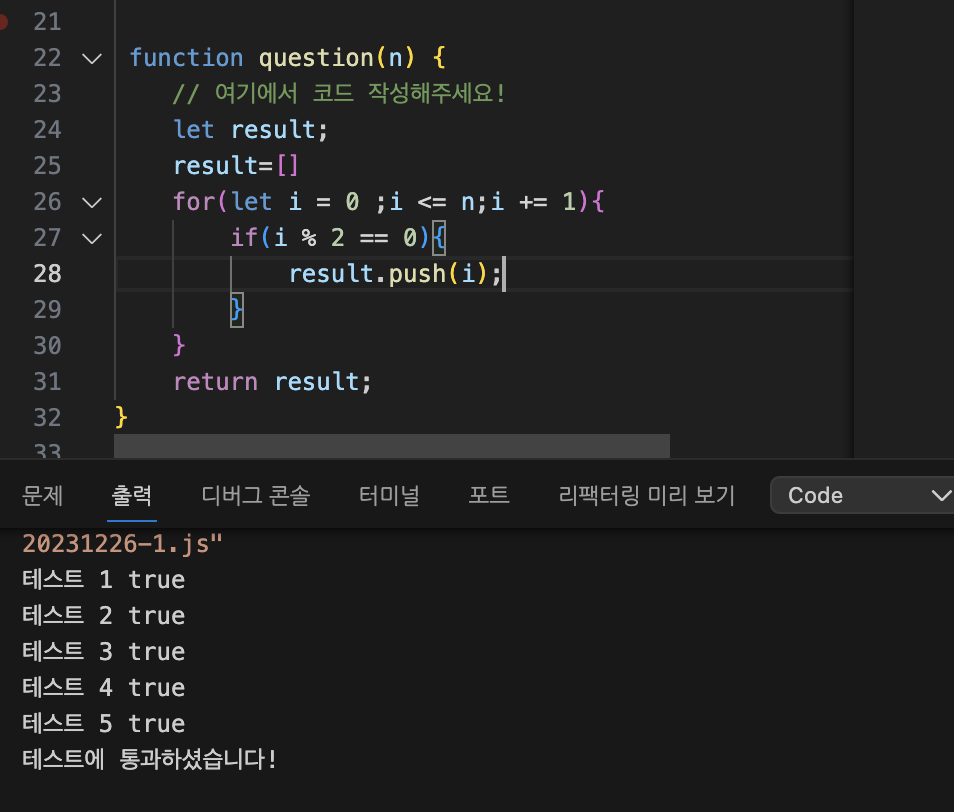 21
22 function question(n) {
23 // 여기에서 코드 작성해주세요!
24 let result;
25 result=[]
26 for(let i = 0 ;i <= n;i += 1){
27 if(i % 2 == 0){
28 result.push(i);
29 }
30 }
31 return result;
32 }
33
문제 출력 디버그 콘솔 터미널 포트 리팩터링 미리 보기 Code
20231226-1.js"
테스트 1 true
테스트 2 true
테스트 3 true
테스트 4 true
테스트 5 true
테스트에 통과하셨습니다!